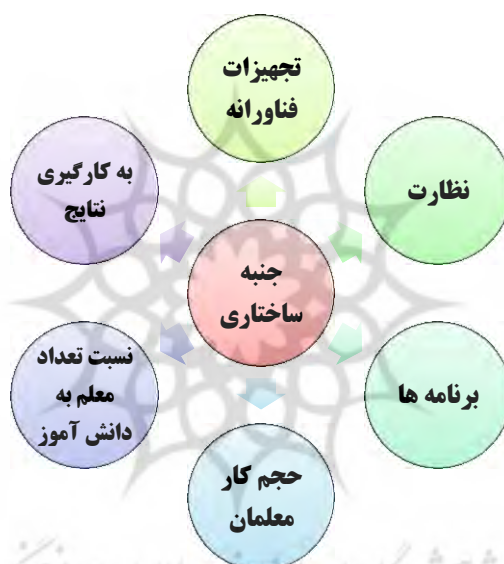 تجهیزات
فناورانه
نظارت
برنامه ها
حجم کار
معلمان
نسبت تعداد
معلم به
دانش آموز
به کارگیری
نتایج
جنبه
ساختاری